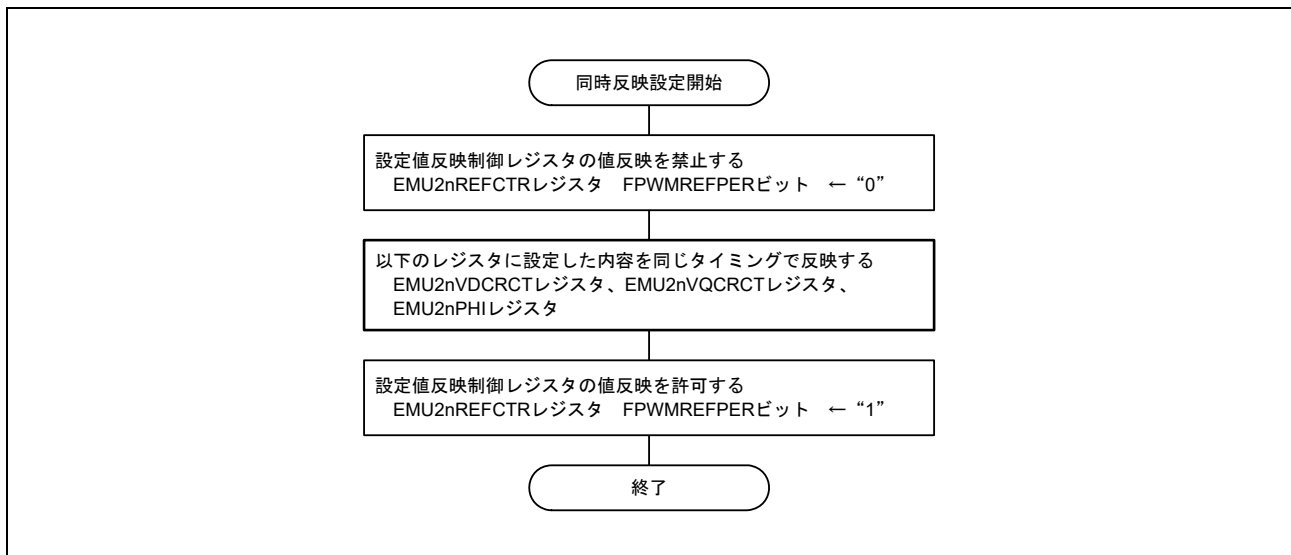 同時反映設定開始
設定値反映制御レジスタの値反映を禁止する
EMU2nREFCTRレジスタ　FPWMREFPERビット　← “0”
以下のレジスタに設定した内容を同じタイミングで反映する
EMU2nVDCRCTレジスタ、EMU2nVQCRCTレジスタ、
EMU2nPHIレジスタ
設定値反映制御レジスタの値反映を許可する
EMU2nREFCTRレジスタ　FPWMREFPERビット　← “1”
終了